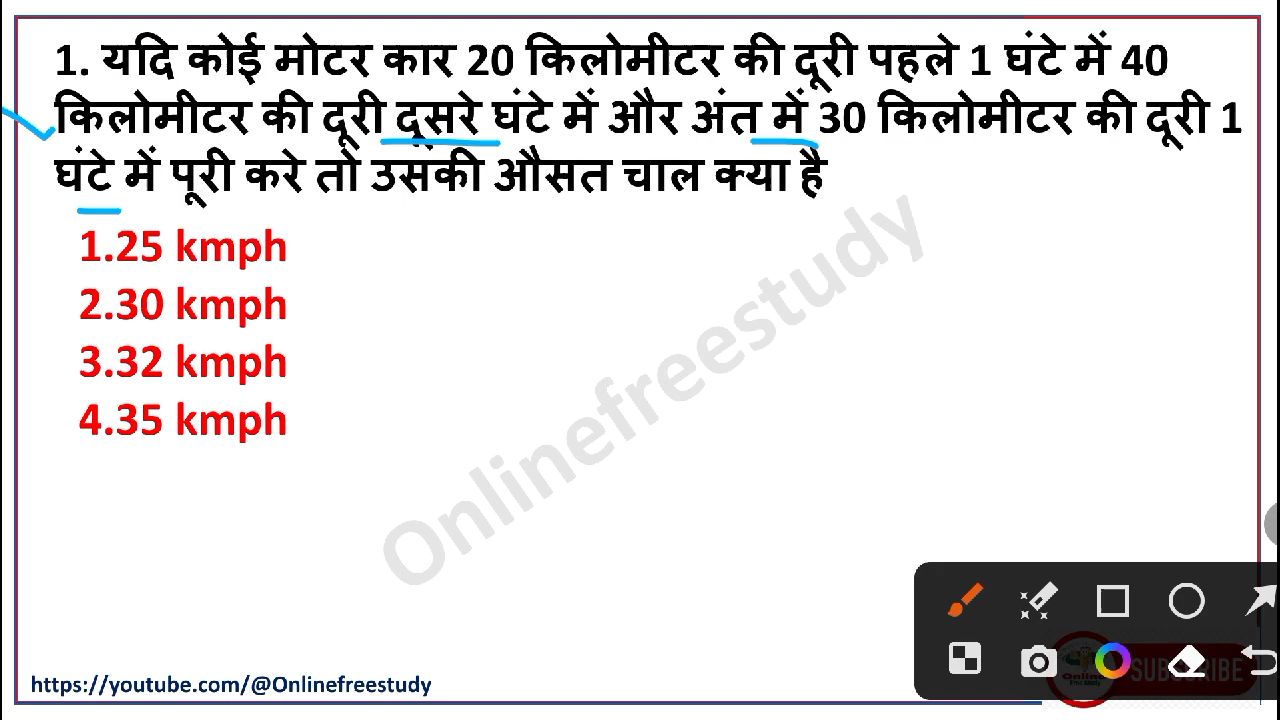 1. यदि कोई मोटर कार 20 किलोमीटर की दूरी पहले 1 घंटे में 40
किलोमीटर की दूरी दूसरे घंटे में और अंत में 30 किलोमीटर की दूरी 1
घंटे में पूरी करे तो उसकी औसत चाल क्या है
1.25 kmph
2.30 kmph
3.32 kmph
4.35 kmph
Onlinefreestudy
https://youtube.com/@Onlinefreestudy
SUBSCRIBE